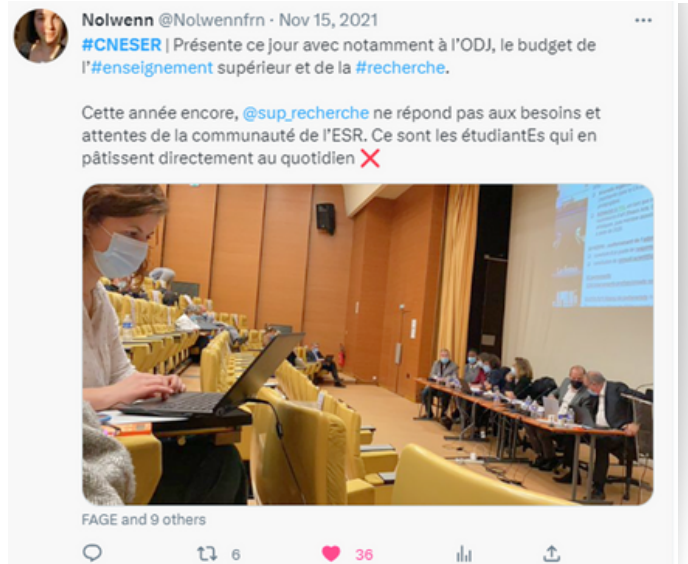 Nolwenn @Nolwennfrn · Nov 15, 2021
#CNESER | Présente ce jour avec notamment à l'ODJ, le budget de
l'#enseignement supérieur et de la #recherche.
Cette année encore, @sup_recherche ne répond pas aux besoins et
attentes de la communauté de l'ESR. Ce sont les étudiantEs qui en
pâtissent directement au quotidien ❌
FAGE and 9 others
6
36